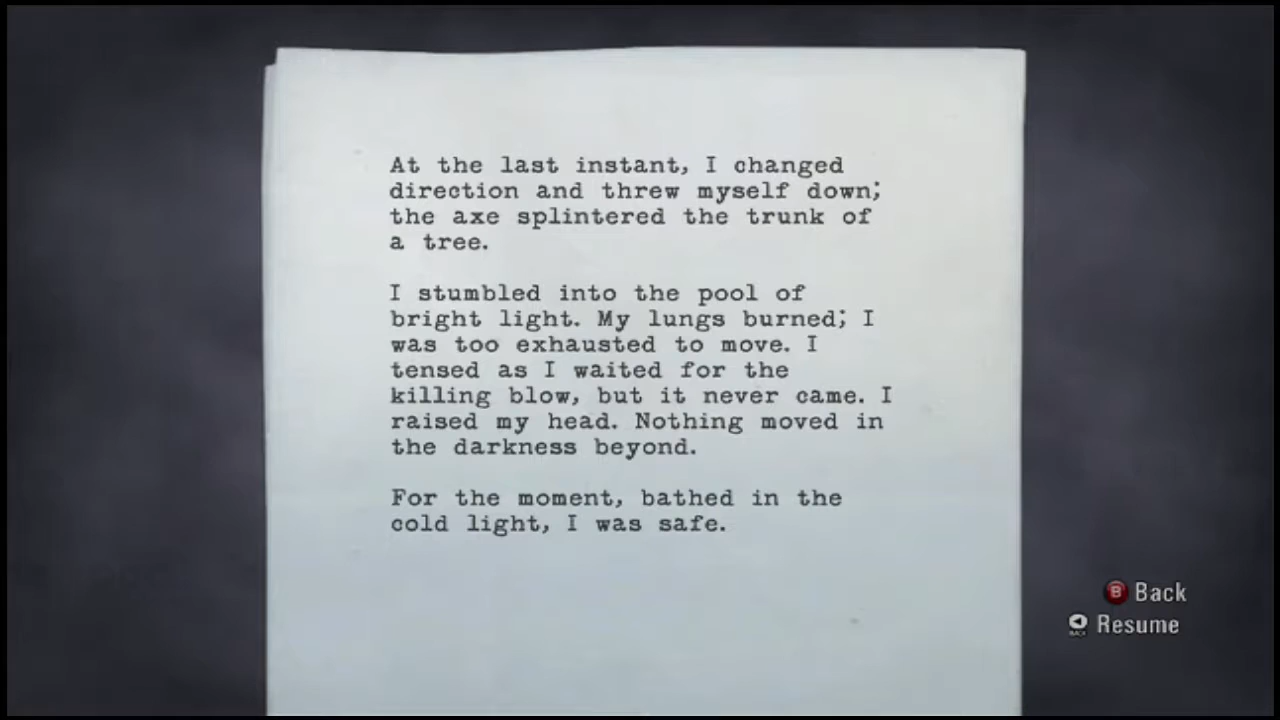 At the last instant, I changed
direction and threw myself down;
the axe splintered the trunk of
a tree.
I stumbled into the pool of
bright light. My lungs burned; I
was too exhausted to move. I
tensed as I waited for the
killing blow, but it never came. I
raised my head. Nothing moved in
the darkness beyond.
For the moment, bathed in the
cold light, I was safe.
B Back
BACK Resume